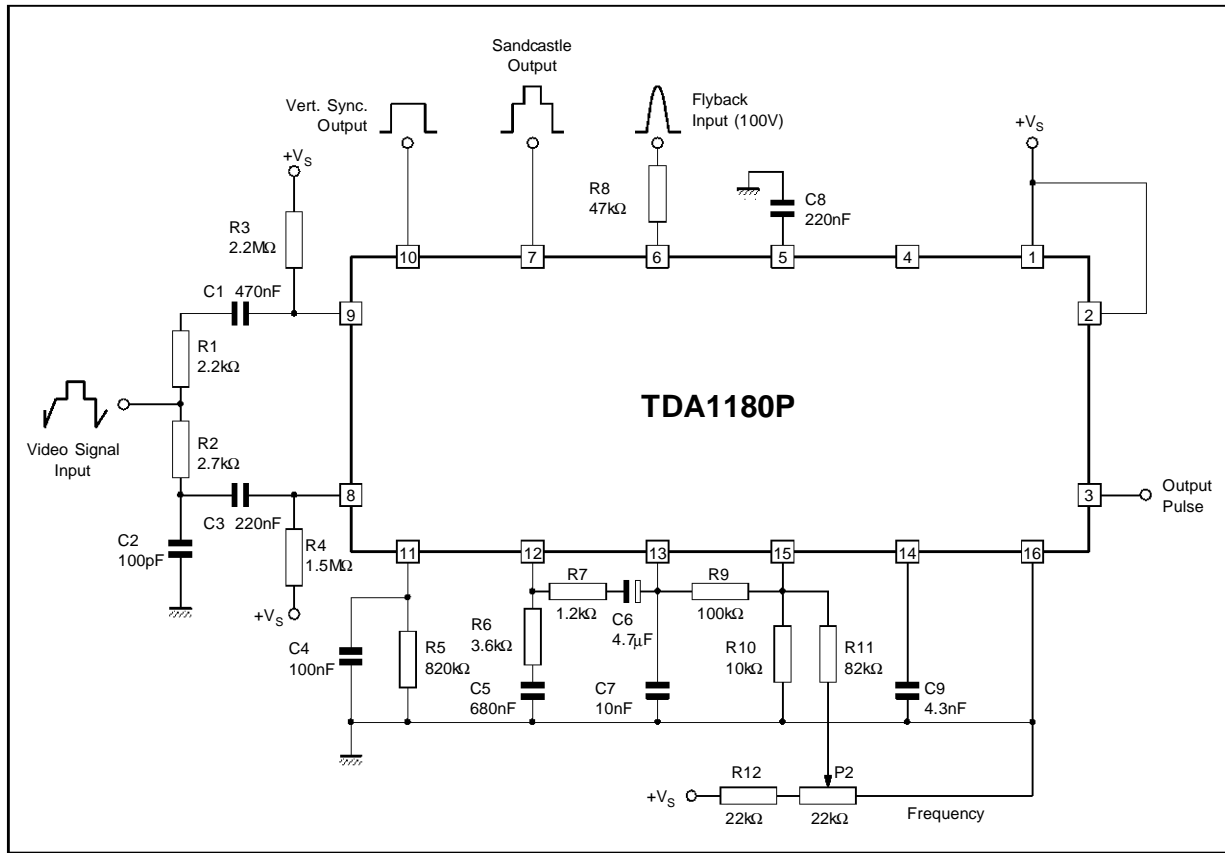 Sandcastle
Output
Vert. Sync.
Output
Flyback
Input (100V)
+VS
+VS
R8
47kΩ
C8
220nF
R3
2.2MΩ
10
7
6
5
4
1
C1 470nF
9
2
R1
2.2kΩ
TDA1180P
Video Signal
Input
R2
2.7kΩ
8
3
Output
Pulse
C3 220nF
C2
100pF
R4
1.5MΩ
11
12
13
15
14
16
+VS
R7
1.2kΩ
C6
4.7μF
R9
100kΩ
R6
3.6kΩ
C4
100nF
R5
820kΩ
R10
10kΩ
R11
82kΩ
C5
680nF
C7
10nF
C9
4.3nF
+VS
R12
22kΩ
P2
22kΩ
Frequency